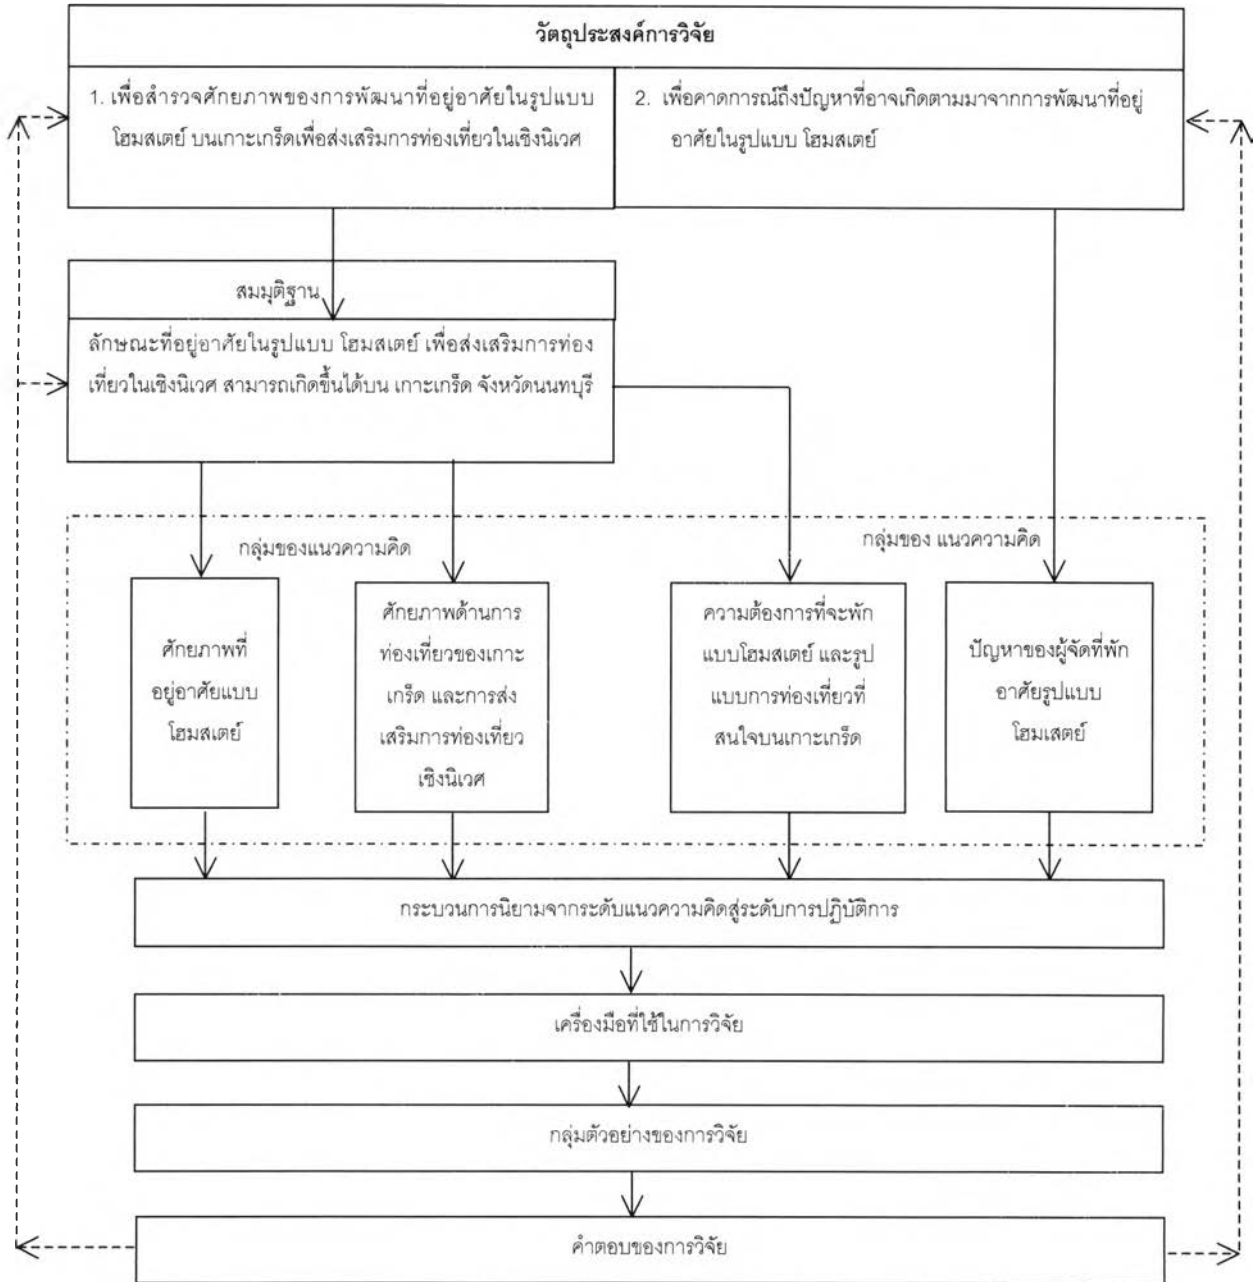 วัตถุประสงค์การวิจัย
1. เพื่อสำรวจศักยภาพของการพัฒนาที่อยู่อาศัยในรูปแบบ
โฮมสเตย์ บนเกาะเกร็ดเพื่อส่งเสริมการท่องเที่ยวในเชิงนิเวศ
2. เพื่อคาดการณ์ถึงปัญหาที่อาจเกิดตามมาจากการพัฒนาที่อยู่
อาศัยในรูปแบบ โฮมสเตย์
สมมุติฐาน
ลักษณะที่อยู่อาศัยในรูปแบบ โฮมสเตย์ เพื่อส่งเสริมการท่อง
เที่ยวในเชิงนิเวศ สามารถเกิดขึ้นได้บน เกาะเกร็ด จังหวัดนนทบุรี
กลุ่มของแนวความคิด
กลุ่มของ แนวความคิด
ศักยภาพที่
อยู่อาศัยแบบ
โฮมสเตย์
ศักยภาพด้านการ
ท่องเที่ยวของเกาะ
เกร็ด และการส่ง
เสริมการท่องเที่ยว
เชิงนิเวศ
ความต้องการที่จะพัก
แบบโฮมสเตย์ และรูป
แบบการท่องเที่ยวที่
สนใจบนเกาะเกร็ด
ปัญหาของผู้จัดที่พัก
อาศัยรูปแบบ
โฮมเสตย์
กระบวนการนิยามจากระดับแนวความคิดสู่ระดับการปฏิบัติการ
เครื่องมือที่ใช้ในการวิจัย
กลุ่มตัวอย่างของการวิจัย
คำตอบของการวิจัย